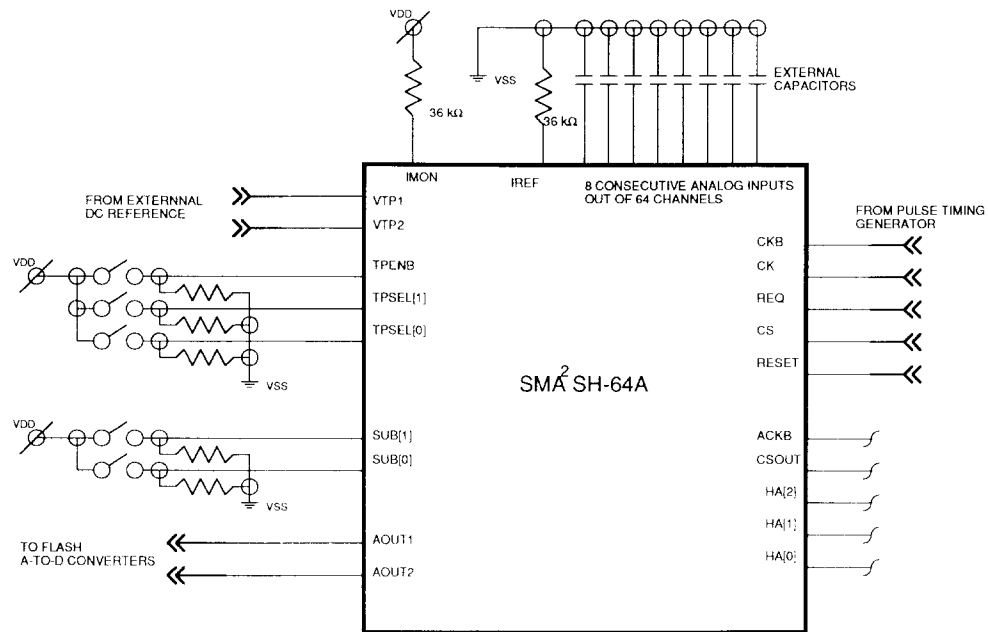 VDD
VSS
EXTERNAL
CAPACITORS
36 kΩ
36 kΩ
IMON
IREF
8 CONSECUTIVE ANALOG INPUTS
OUT OF 64 CHANNELS
FROM EXTERNNAL
DC REFERENCE
VTP1
VTP2
FROM PULSE TIMING
GENERATOR
CKB
CK
REQ
CS
RESET
VDD
TPENB
TPSEL[1]
TPSEL[0]
VSS
SMA2 SH-64A
VDD
SUB[1]
SUB[0]
VSS
ACKB
CSOUT
HA[2]
HA[1]
HA[0]
TO FLASH
A-TO-D CONVERTERS
AOUT1
AOUT2